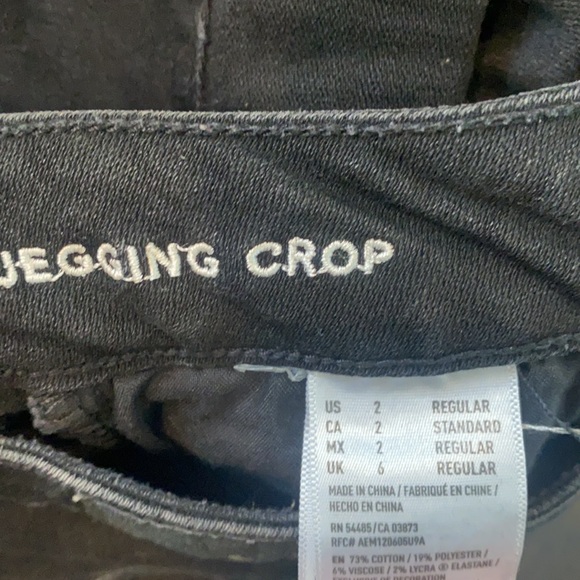 JEGGING CROP
US 2 REGULAR
CA 2 STANDARD
MX 2 REGULAR
UK 6 REGULAR
MADE IN CHINA / FABRIQUÉ EN CHINE /
HECHO EN CHINA
RN 54485/CA 03873
RFC# AEM120605U9A
EN 73% COTTON / 19% POLYESTER /
6% VISCOSE / 2% LYCRA ® ELASTANE /
DECORATION